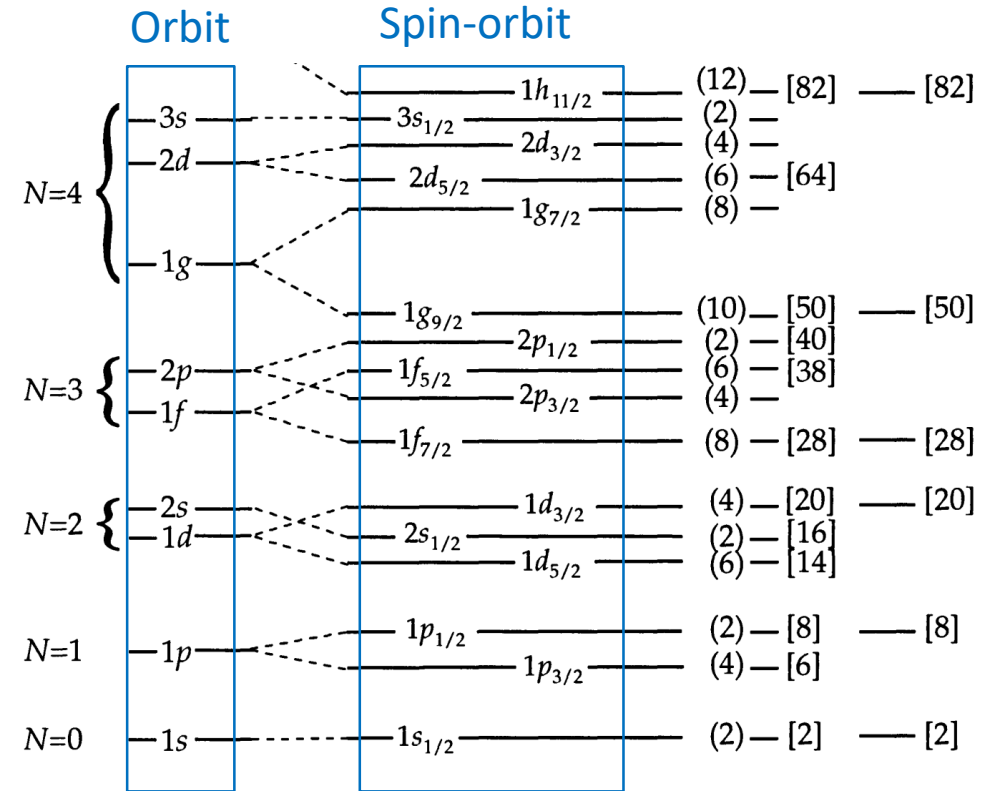 Orbit Spin-orbit
1h11/2 (12) [82] [82]
3s 3s1/2 (2)
2d3/2 (4)
2d 2d5/2 (6) [64]
N=4 1g7/2 (8)
1g
1g9/2 (10) [50] [50]
2p1/2 (2) [40]
2p 1f5/2 (6) [38]
N=3 2p3/2 (4)
1f
1f7/2 (8) [28] [28]
2s 1d3/2 (4) [20] [20]
N=2 2s1/2 (2) [16]
1d 1d5/2 (6) [14]
1p1/2 (2) [8] [8]
N=1 1p 1p3/2 (4) [6]
N=0 1s 1s1/2 (2) [2] [2]